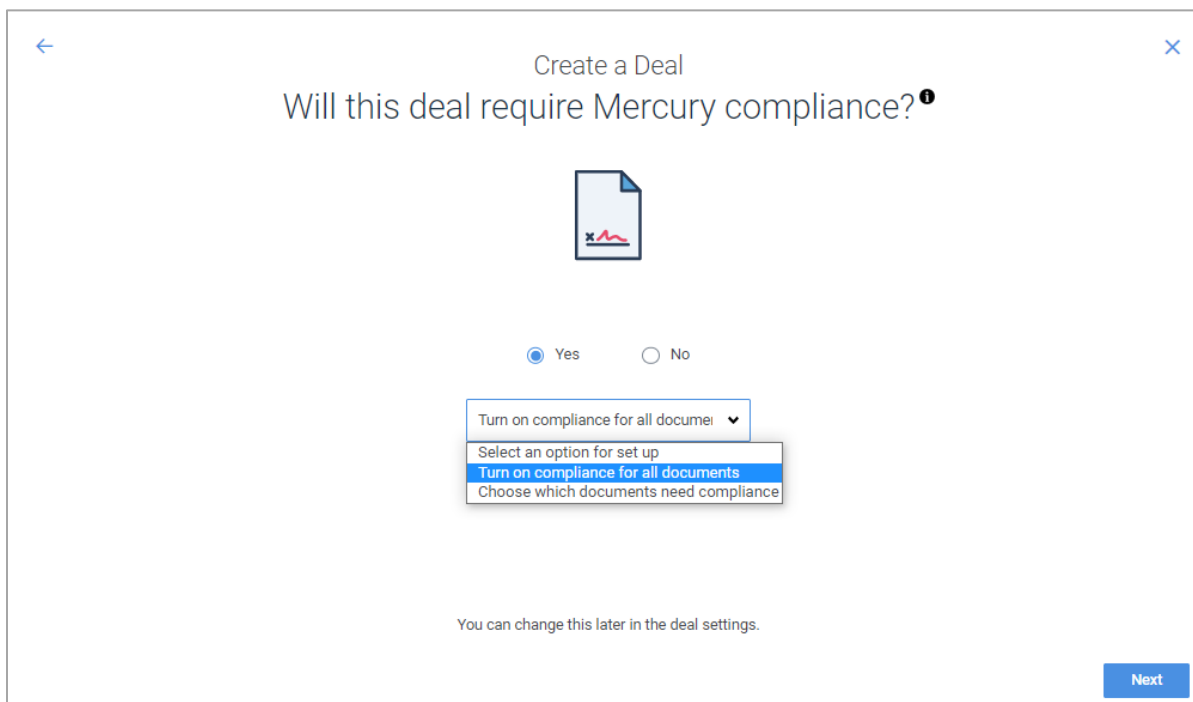 Create a Deal
Will this deal require Mercury compliance?
Yes No
Turn on compliance for all documen
Select an option for set up
Turn on compliance for all documents
Choose which documents need compliance
You can change this later in the deal settings.
Next